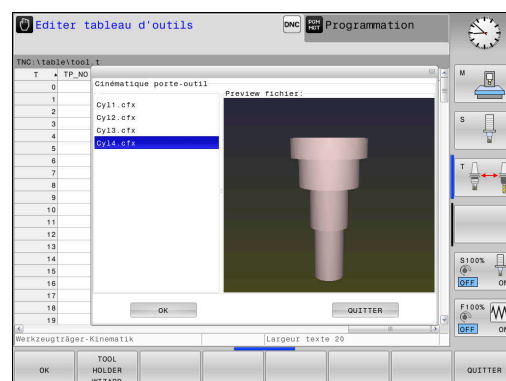 Editer tableau d'outils
DNC
PGM
MDT
Programmation
TNC:\table\tool.t
T
TP_NO
0
1
2
3
4
5
6
7
8
9
10
11
12
13
14
15
16
17
18
19
Cinématique porte-outil
Cyl1.cfx
Cyl2.cfx
Cyl3.cfx
Cyl4.cfx
Preview fichier:
OK
QUITTER
Werkzeugträger-Kinematik
Largeur texte 20
M
S
T
S100%
OFF
ON
F100%
OFF
ON
OK
TOOL
HOLDER
WIZARD
QUITTER